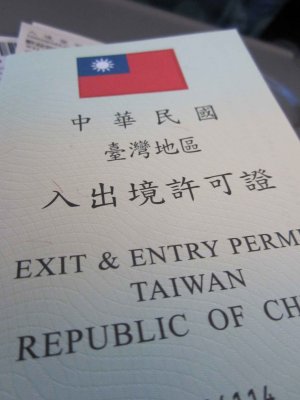 中華民國
臺灣地區
入出境許可證
EXIT & ENTRY PERMI
TAIWAN
REPUBLIC OF CH